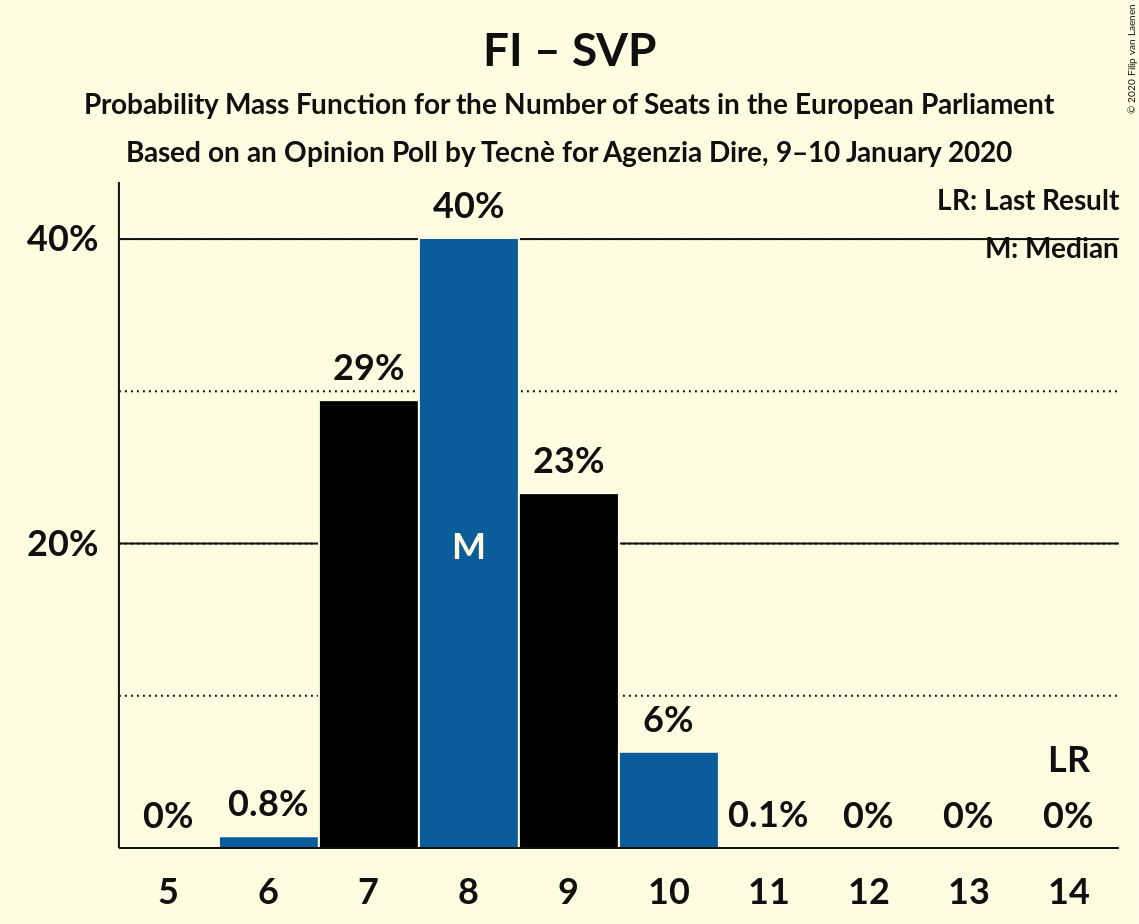 FI – SVP
Probability Mass Function for the Number of Seats in the European Parliament
Based on an Opinion Poll by Tecnè for Agenzia Dire, 9–10 January 2020
© 2020 Filip van Laenen
LR: Last Result
M: Median
40%
20%
0%
0.8%
29%
40%
M
23%
6%
0.1%
0%
0%
LR
0%
5 6 7 8 9 10 11 12 13 14